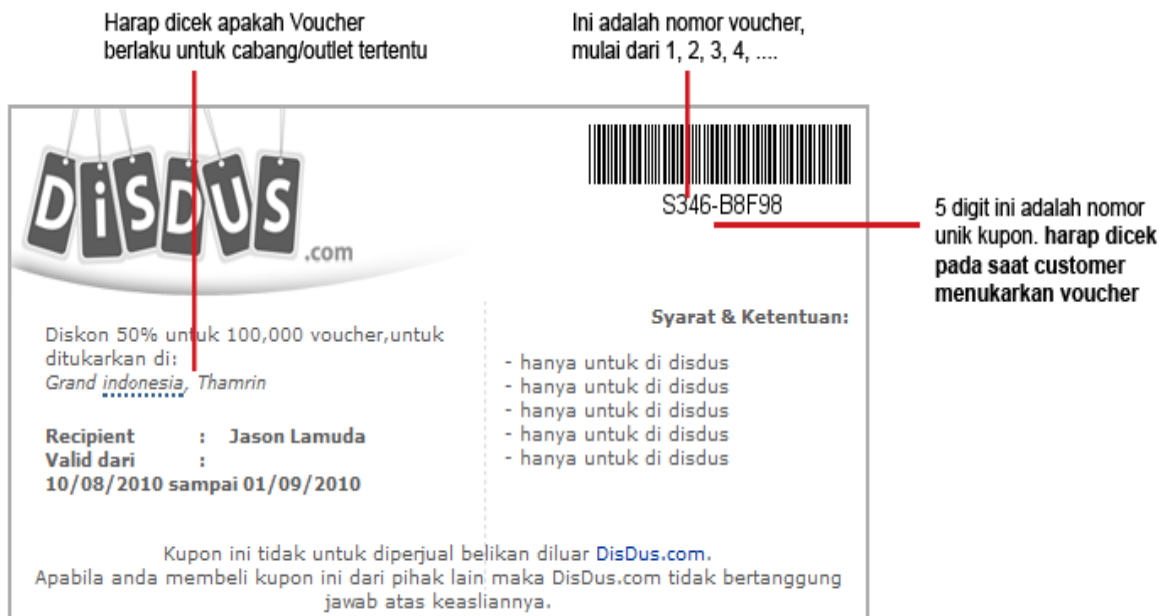 Harap dicek apakah Voucher
berlaku untuk cabang/outlet tertentu
Ini adalah nomor voucher,
mulai dari 1, 2, 3, 4, ....
DiSDUS
.com
S346-B8F98
5 digit ini adalah nomor
unik kupon. harap dicek
pada saat customer
menukarkan voucher
Diskon 50% untuk 100,000 voucher,untuk
ditukarkan di:
Grand indonesia, Thamrin
Recipient : Jason Lamuda
Valid dari :
10/08/2010 sampai 01/09/2010
Syarat & Ketentuan:
- hanya untuk di disdus
- hanya untuk di disdus
- hanya untuk di disdus
- hanya untuk di disdus
- hanya untuk di disdus
Kupon ini tidak untuk diperjual belikan diluar DisDus.com.
Apabila anda membeli kupon ini dari pihak lain maka DisDus.com tidak bertanggung
jawab atas keasliannya.